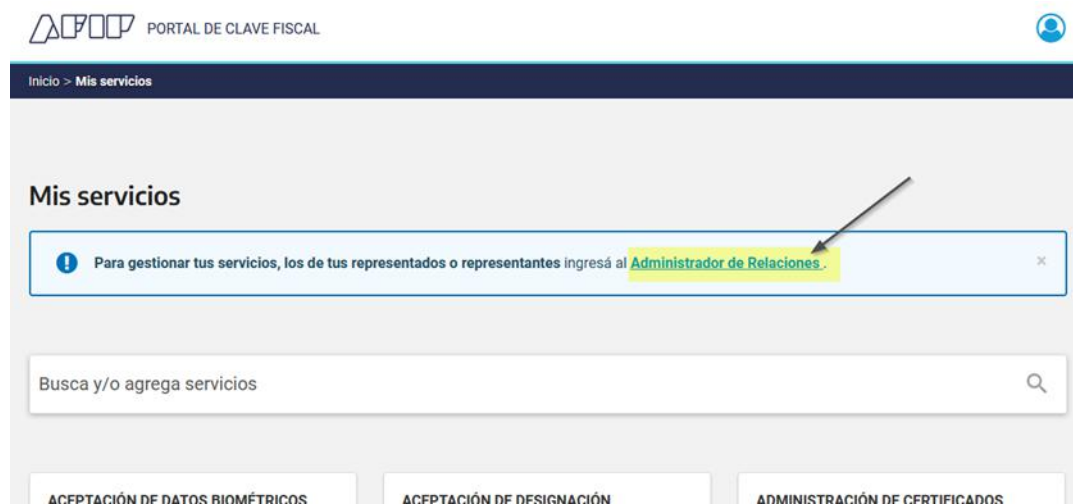 AFIP PORTAL DE CLAVE FISCAL
Inicio > Mis servicios
Mis servicios
Para gestionar tus servicios, los de tus representados o representantes ingresá al Administrador de Relaciones .
Busca y/o agrega servicios
ACEPTACIÓN DE DATOS BIOMÉTRICOS
ACEPTACIÓN DE DESIGNACIÓN
ADMINISTRACIÓN DE CERTIFICADOS